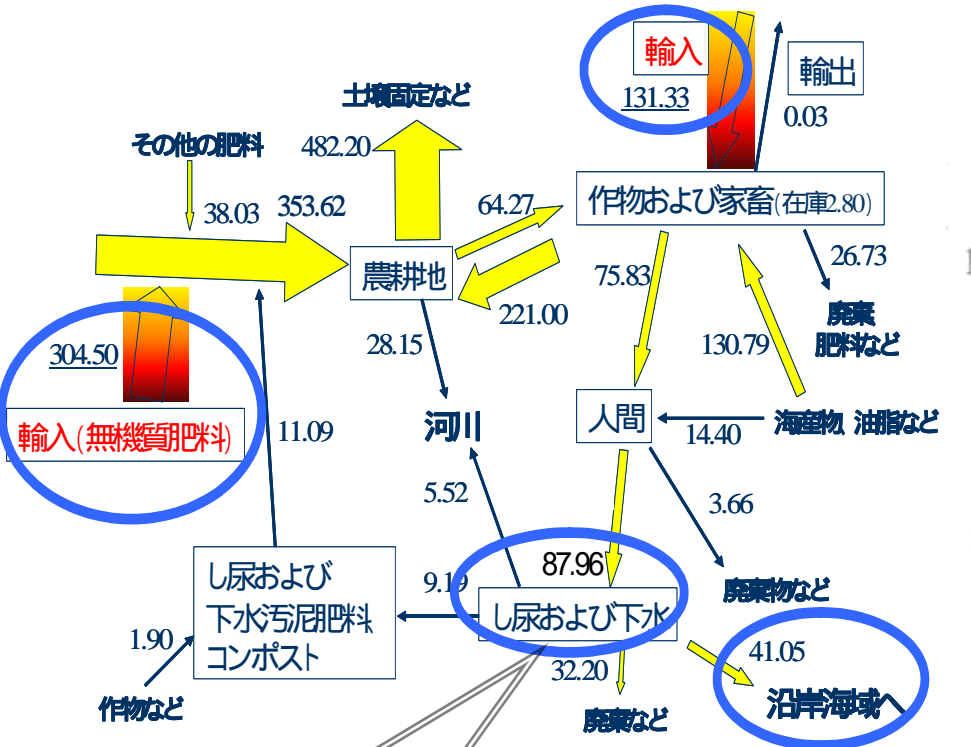 輸入
131.33
輸出
0.03
土壌固定など
482.20
その他の肥料
38.03
353.62
64.27
作物および家畜(在庫2.80)
農耕地
221.00
75.83
26.73
廃棄、
肥料など
304.50
28.15
130.79
輸入(無機質肥料)
11.09
河川
人間
14.40
海産物、油脂など
5.52
3.66
87.96
し尿および
下水汚泥肥料、
コンポスト
9.19
し尿および下水
廃棄物など
1.90
32.20
41.05
作物など
廃棄など
沿岸海域へ